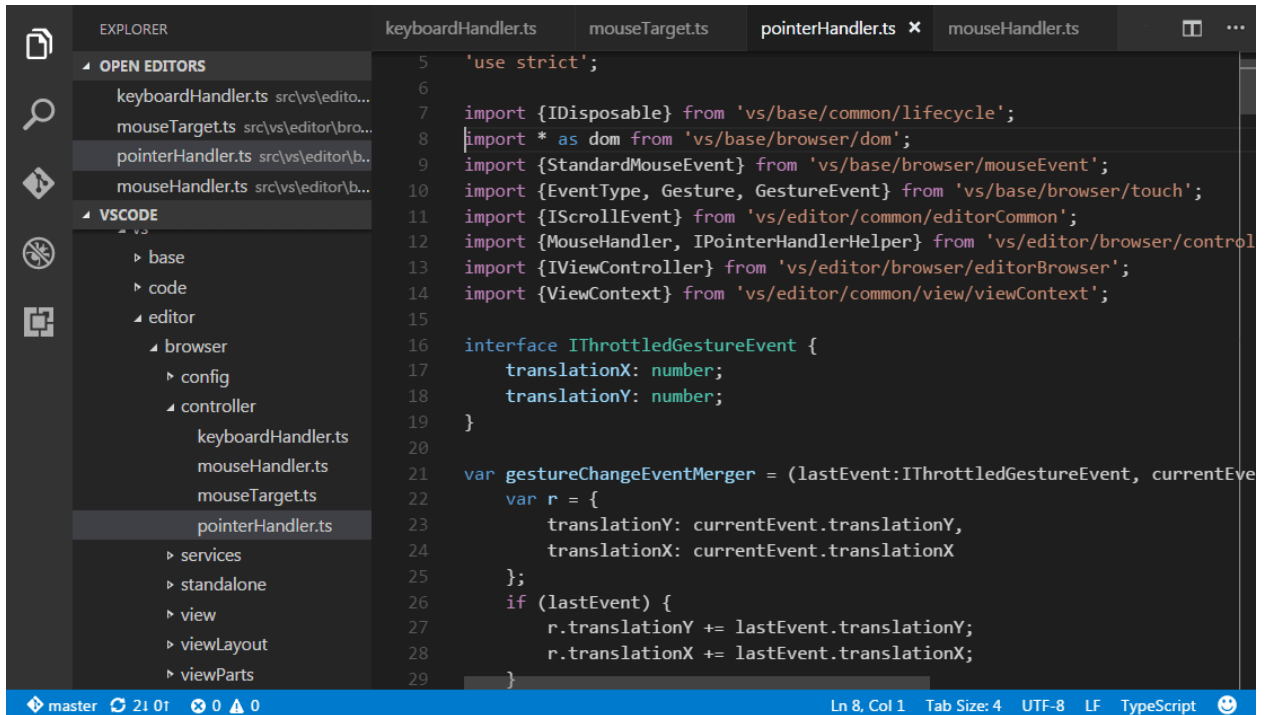 EXPLORER
OPEN EDITORS
keyboardHandler.ts src\vs\edito...
mouseTarget.ts src\vs\editor\bro...
pointerHandler.ts src\vs\editor\b...
mouseHandler.ts src\vs\editor\b...
VSCODE
vs
base
code
editor
browser
config
controller
keyboardHandler.ts
mouseHandler.ts
mouseTarget.ts
pointerHandler.ts
services
standalone
view
viewLayout
viewParts
keyboardHandler.ts mouseTarget.ts pointerHandler.ts × mouseHandler.ts ...
5 'use strict';
6
7 import {IDisposable} from 'vs/base/common/lifecycle';
8 import * as dom from 'vs/base/browser/dom';
9 import {StandardMouseEvent} from 'vs/base/browser/mouseEvent';
10 import {EventType, Gesture, GestureEvent} from 'vs/base/browser/touch';
11 import {IScrollEvent} from 'vs/editor/common/editorCommon';
12 import {MouseHandler, IPointerHandlerHelper} from 'vs/editor/browser/control
13 import {IViewController} from 'vs/editor/browser/editorBrowser';
14 import {ViewContext} from 'vs/editor/common/view/viewContext';
15
16 interface IThrottledGestureEvent {
17     translationX: number;
18     translationY: number;
19 }
20
21 var gestureChangeEventMerger = (lastEvent:IThrottledGestureEvent, currentEve
22     var r = {
23         translationY: currentEvent.translationY,
24         translationX: currentEvent.translationX
25     };
26     if (lastEvent) {
27         r.translationY += lastEvent.translationY;
28         r.translationX += lastEvent.translationX;
29     }
master 2↓ 0↑ 0 0 Ln 8, Col 1 Tab Size: 4 UTF-8 LF TypeScript